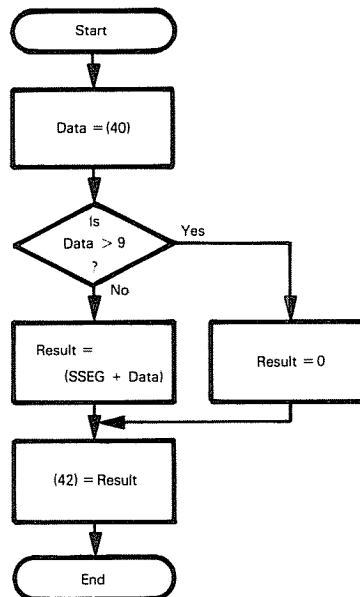 Start
Data = (40)
Is
Data > 9
?
Yes
No
Result =
(SSEG + Data)
Result = 0
(42) = Result
End